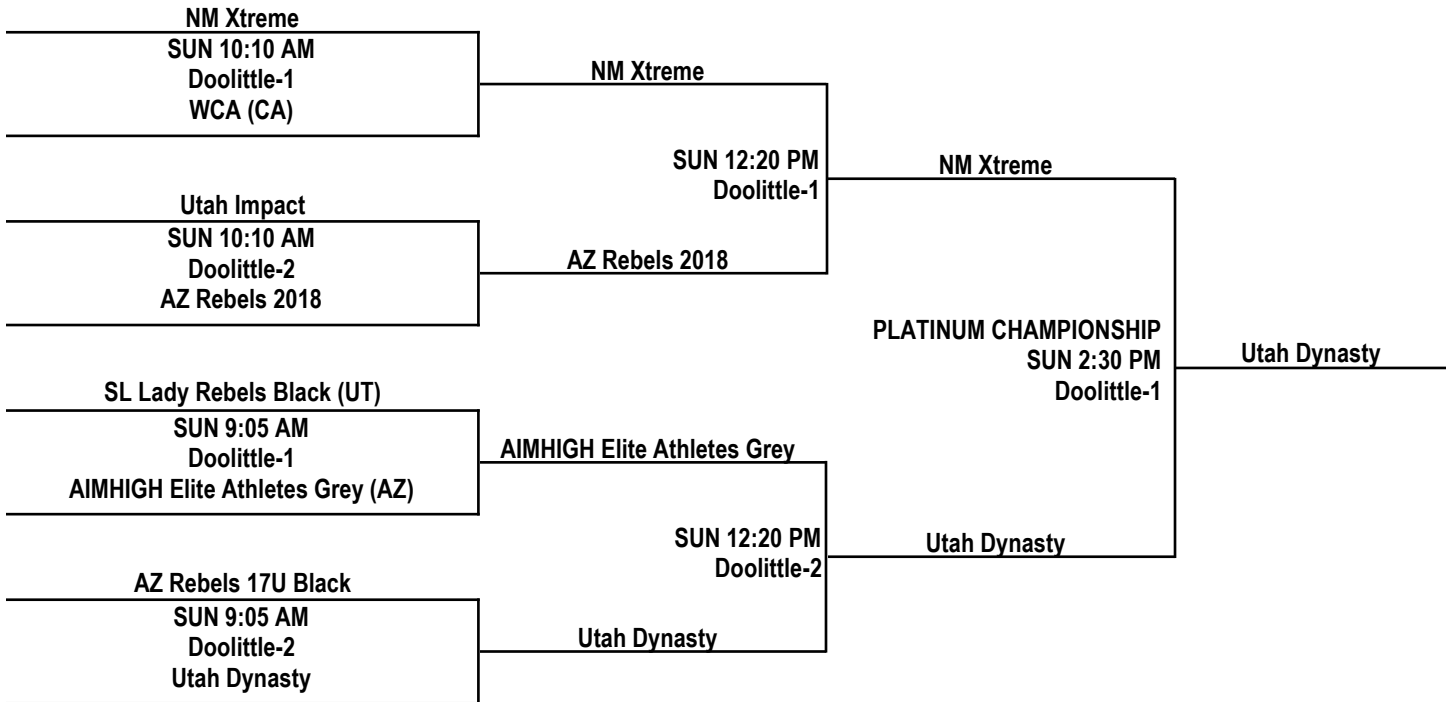 NM Xtreme
SUN 10:10 AM
Doolittle-1
WCA (CA)
NM Xtreme
SUN 12:20 PM
Doolittle-1
NM Xtreme
Utah Impact
SUN 10:10 AM
Doolittle-2
AZ Rebels 2018
AZ Rebels 2018
PLATINUM CHAMPIONSHIP
SUN 2:30 PM
Doolittle-1
Utah Dynasty
SL Lady Rebels Black (UT)
SUN 9:05 AM
Doolittle-1
AIMHIGH Elite Athletes Grey (AZ)
AIMHIGH Elite Athletes Grey
SUN 12:20 PM
Doolittle-2
Utah Dynasty
AZ Rebels 17U Black
SUN 9:05 AM
Doolittle-2
Utah Dynasty
Utah Dynasty